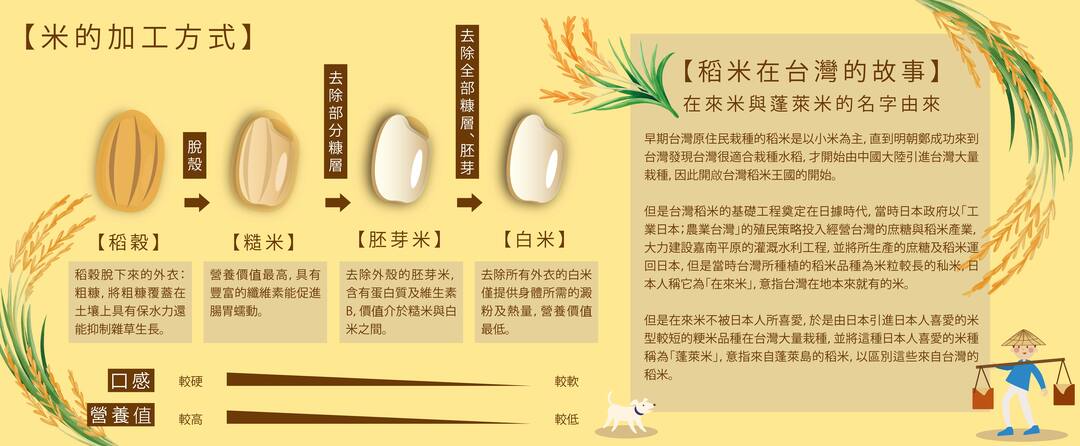 【米的加工方式】
脫殼
去除部分糠層
去除全部糠層、胚芽
【稻穀】
稻穀脫下來的外衣：
粗糠，將粗糠覆蓋在
土壤上具有保水力還
能抑制雜草生長。
【糙米】
營養價值最高，具有
豐富的纖維素能促進
腸胃蠕動。
【胚芽米】
去除外殼的胚芽米，
含有蛋白質及維生素
B，價值介於糙米與白
米之間。
【白米】
去除所有外衣的白米
僅提供身體所需的澱
粉及熱量，營養價值
最低。
口感 較硬 較軟
營養值 較高 較低
【稻米在台灣的故事】
在來米與蓬萊米的名字由來
早期台灣原住民栽種的稻米是以小米為主，直到明朝鄭成功來到
台灣發現台灣很適合栽種水稻，才開始由中國大陸引進台灣大量
栽種，因此開啟台灣稻米王國的開始。
但是台灣稻米的基礎工程奠定在日據時代，當時日本政府以「工
業日本；農業台灣」的殖民策略投入經營台灣的庶糖與稻米產業，
大力建設嘉南平原的灌溉水利工程，並將所生產的庶糖及稻米運
回日本，但是當時台灣所種植的稻米品種為米粒較長的秈米，日
本人稱它為「在來米」，意指台灣在地本來就有的米。
但是在來米不被日本人所喜愛，於是由日本引進日本人喜愛的米
型較短的粳米品種在台灣大量栽種，並將這種日本人喜愛的米種
稱為「蓬萊米」，意指來自蓬萊島的稻米，以區別這些來自台灣的
稻米。